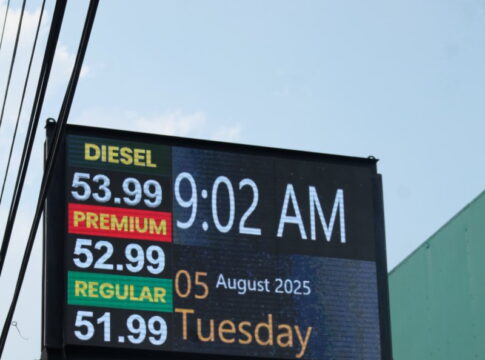 DIESEL
53.99
PREMIUM
52.99
REGULAR
51.99
9:02 AM
05 August 2025
Tuesday